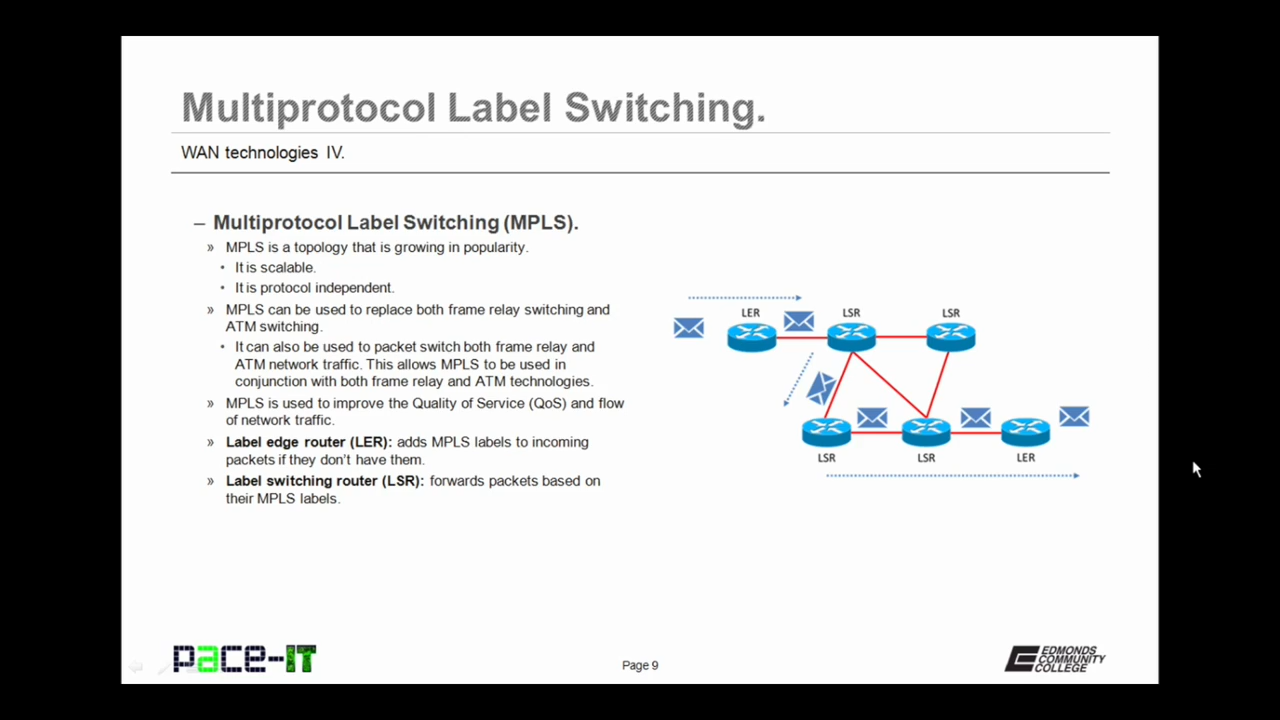 Multiprotocol Label Switching.
WAN technologies IV.
– Multiprotocol Label Switching (MPLS).
» MPLS is a topology that is growing in popularity.
• It is scalable.
• It is protocol independent.
» MPLS can be used to replace both frame relay switching and
ATM switching.
• It can also be used to packet switch both frame relay and
ATM network traffic. This allows MPLS to be used in
conjunction with both frame relay and ATM technologies.
» MPLS is used to improve the Quality of Service (QoS) and flow
of network traffic.
» Label edge router (LER): adds MPLS labels to incoming
packets if they don't have them.
» Label switching router (LSR): forwards packets based on
their MPLS labels.
LER
LSR
LSR
LSR
LSR
LER
pace-IT
Page 9
EDMONDS
COMMUNITY
COLLEGE